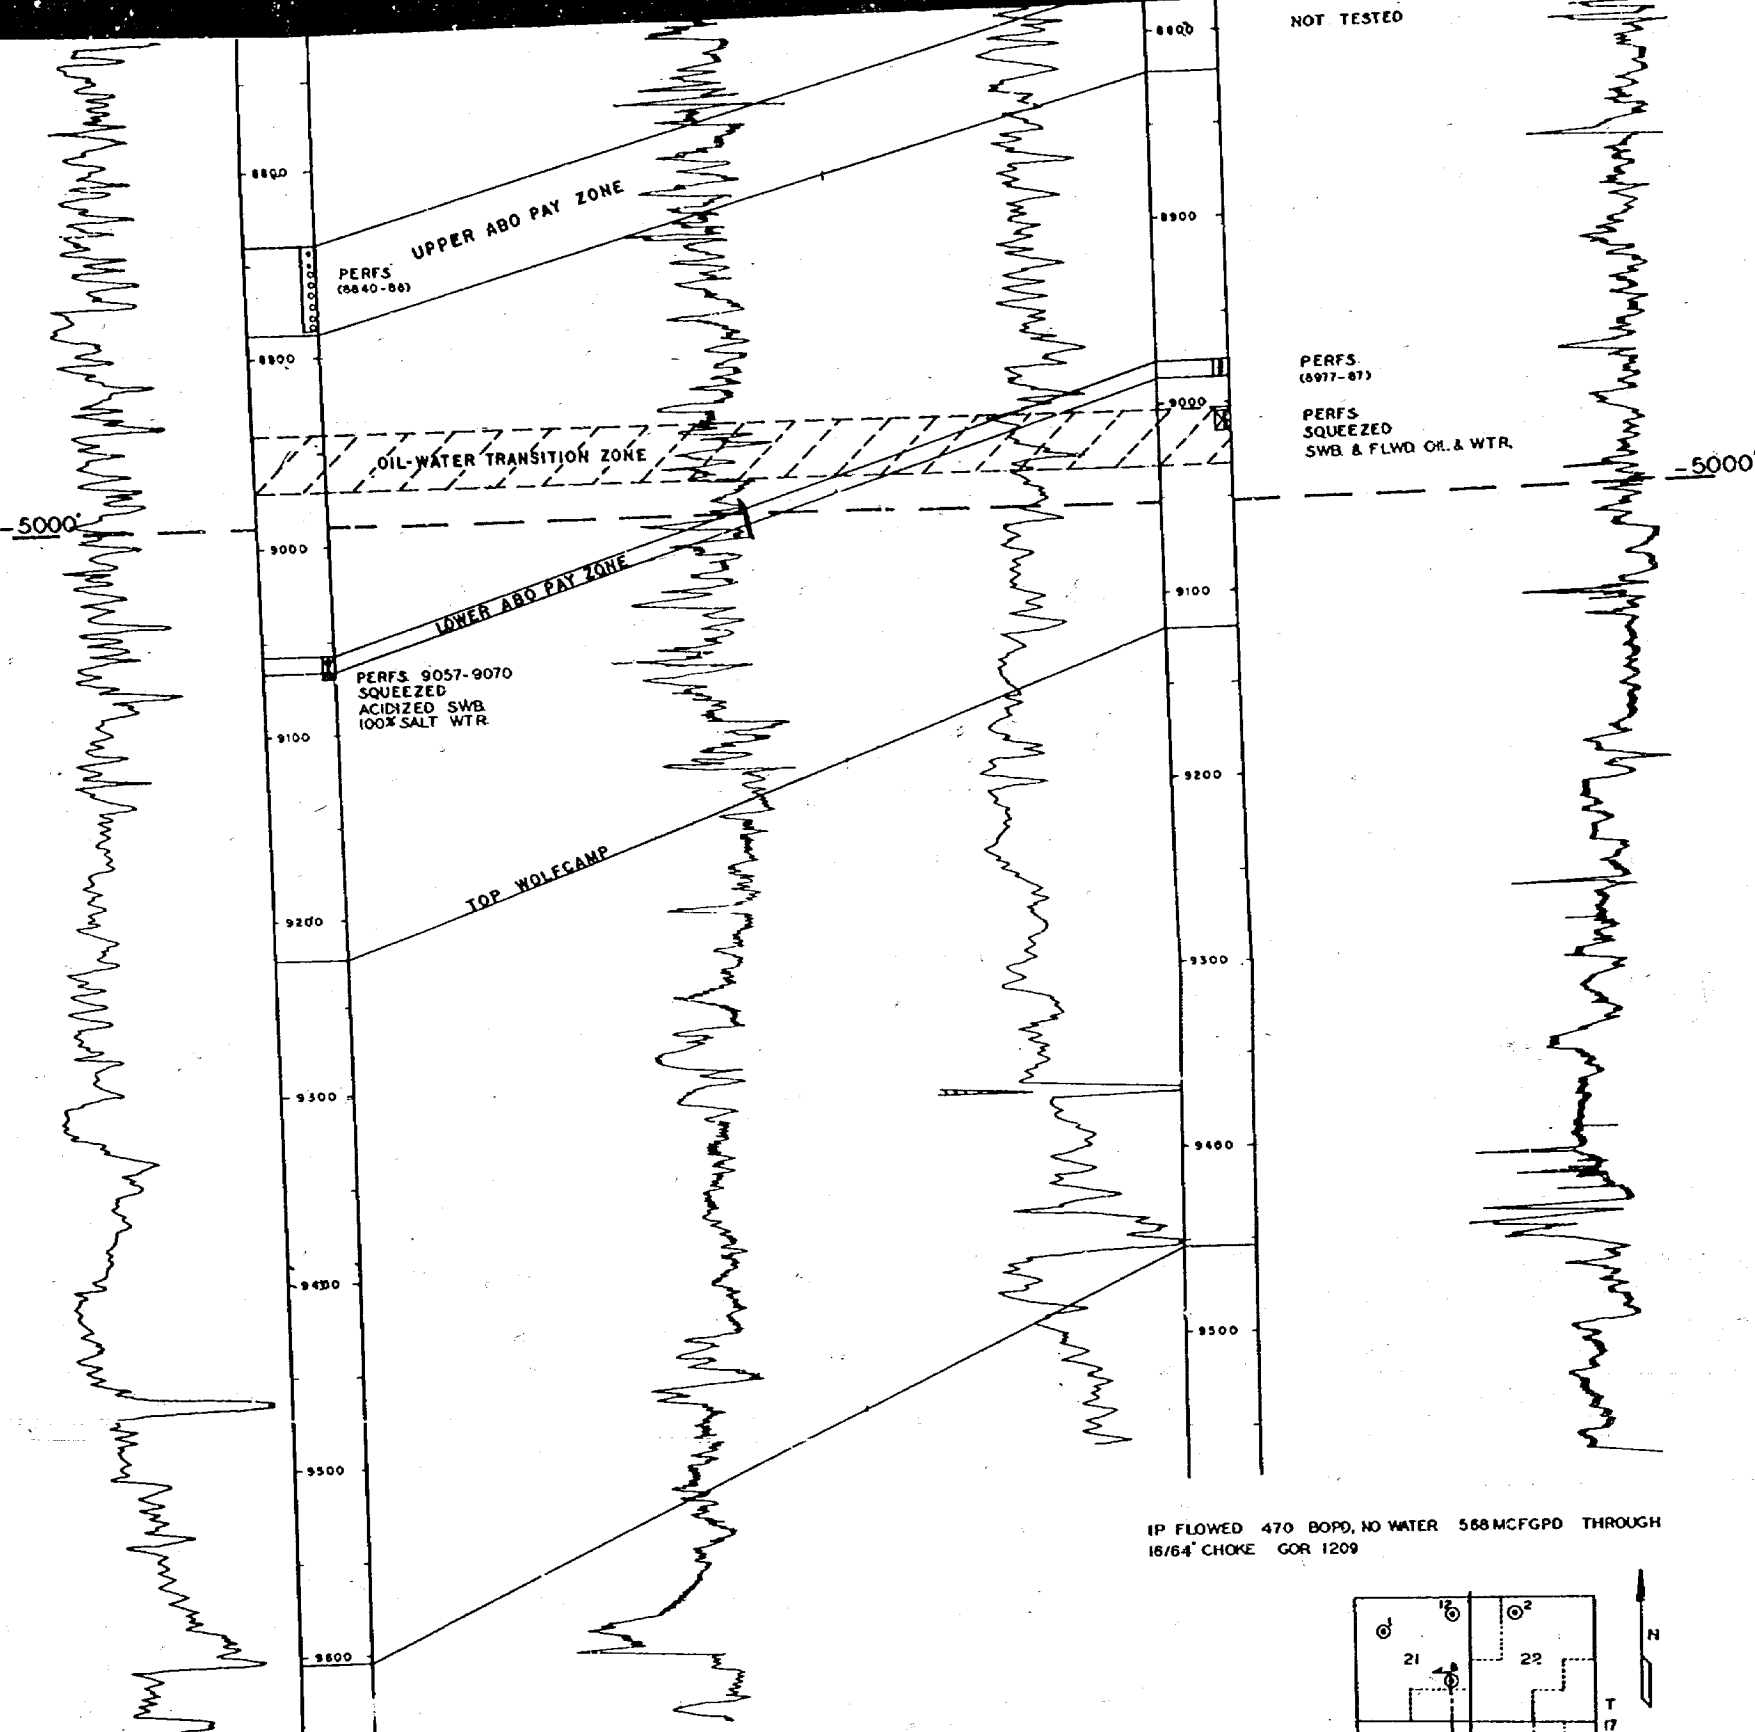 NOT TESTED
8800
8800
UPPER ABO PAY ZONE
8900
PERFS
(8840-88)
8900
PERFS.
(8977-87)
9000
PERFS
SQUEEZED
SWB. & FLWD. OIL & WTR.
OIL-WATER TRANSITION ZONE
-5000'
-5000'
9000
LOWER ABO PAY ZONE
9100
PERFS. 9057-9070
SQUEEZED
ACIDIZED SWB.
100% SALT WTR.
9100
9200
TOP WOLFCAMP
9200
9300
9300
9400
9400
9500
9500
IP FLOWED 470 BOPD, NO WATER 568 MCFGPD THROUGH
16/64" CHOKE GOR 1209
12
2
1
N
21
22
9600
T
17